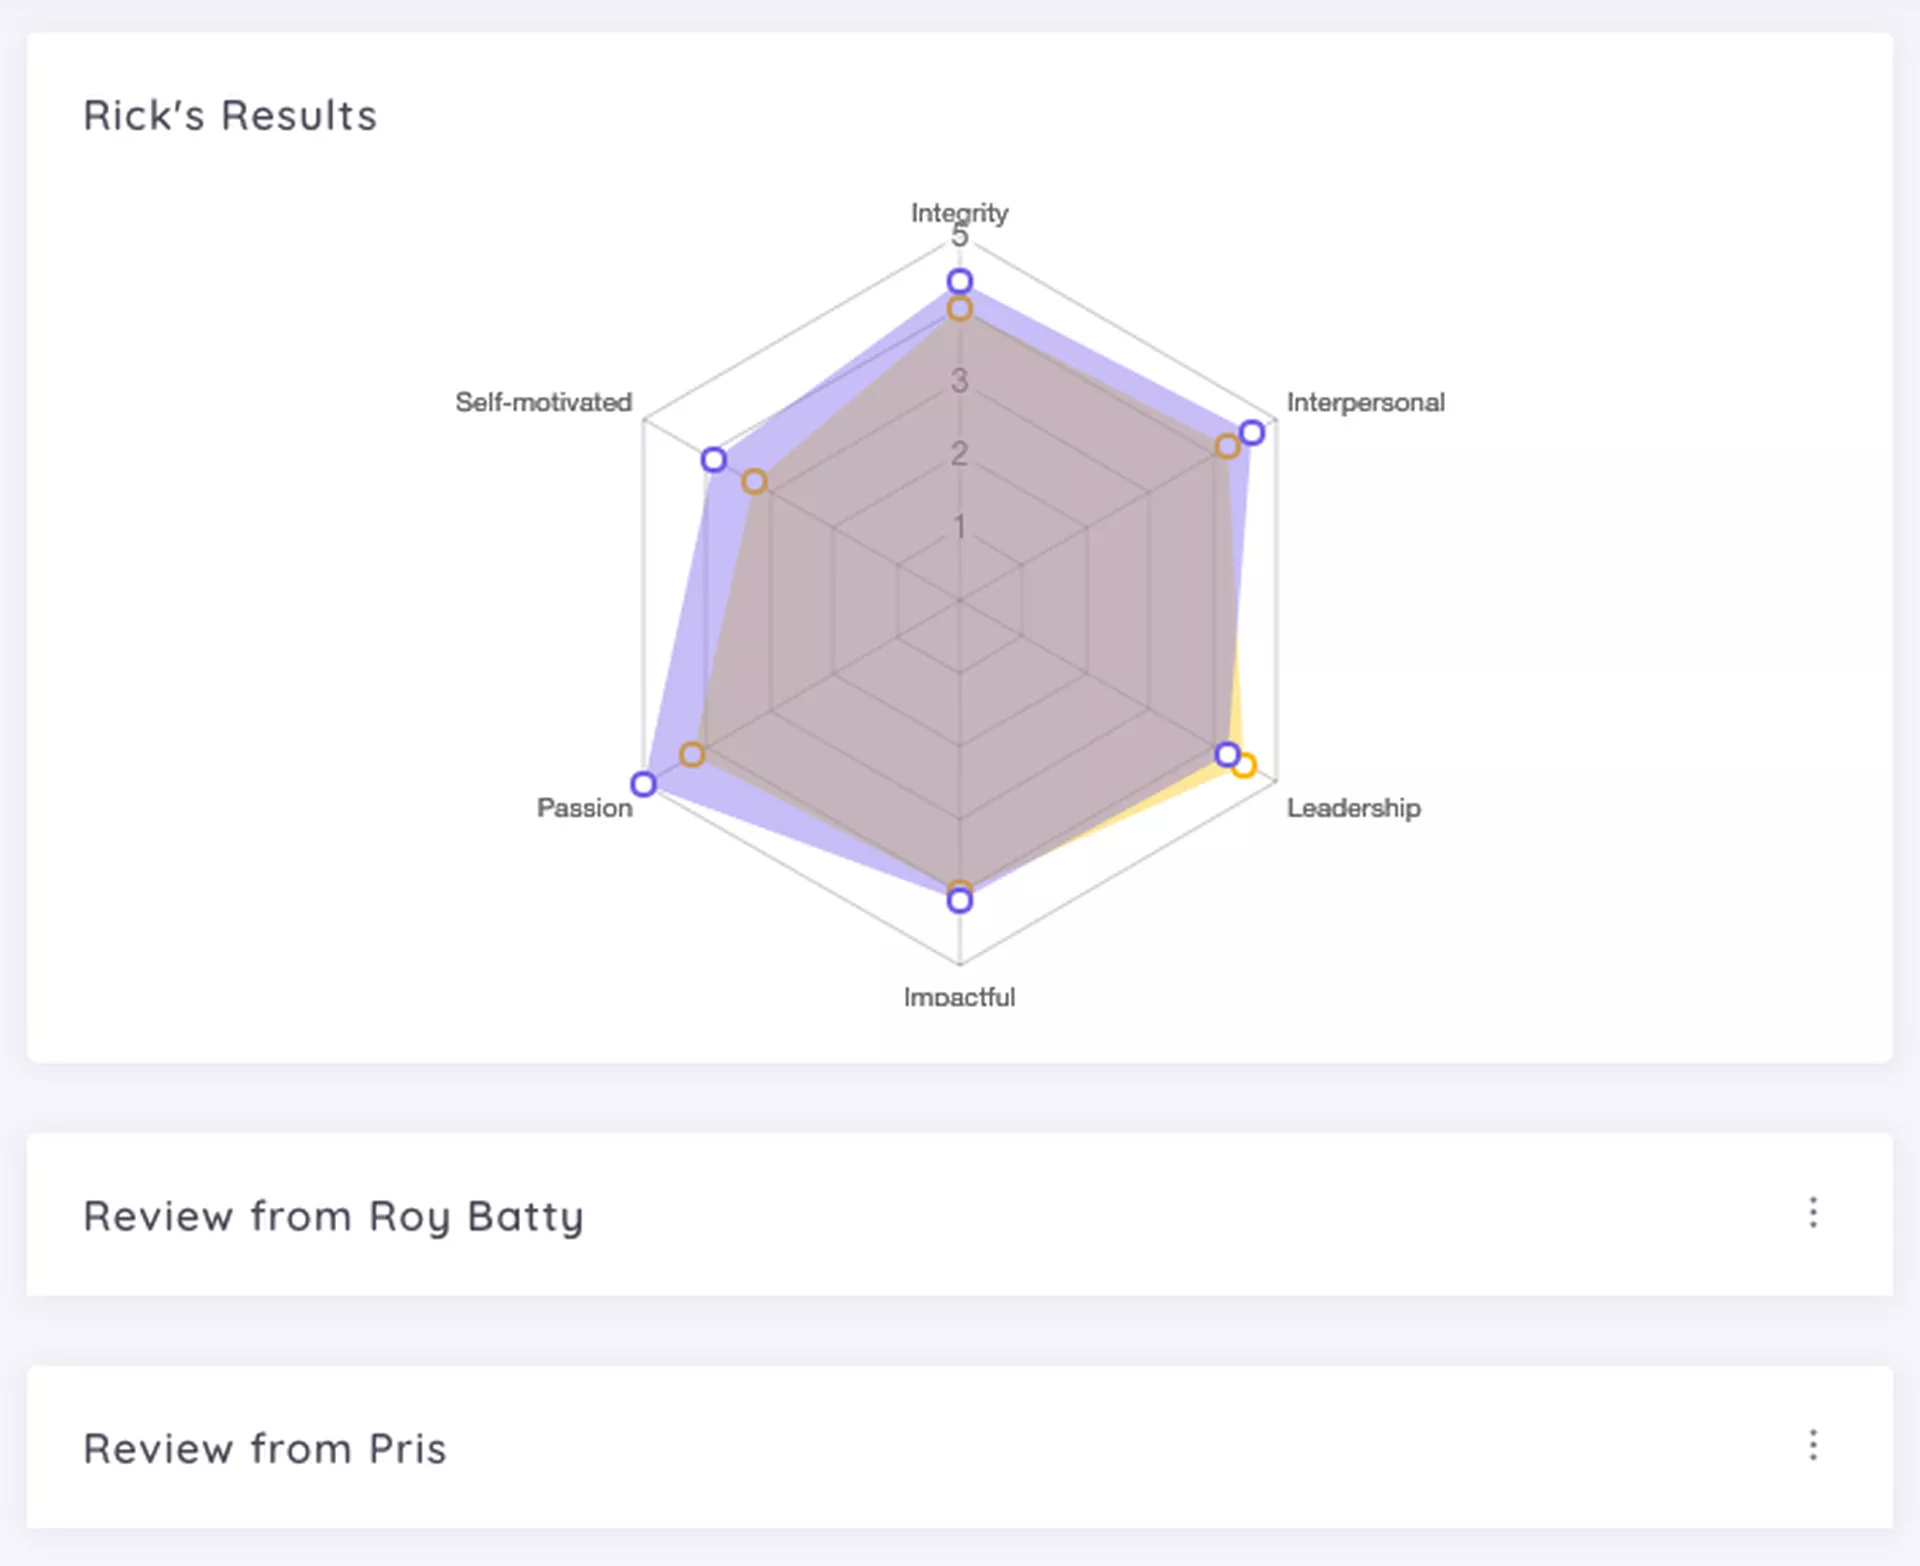 Rick's Results
Integrity
5
3
Self-motivated
Interpersonal
2
1
Passion
Leadership
Impactful
Review from Roy Batty
Review from Pris